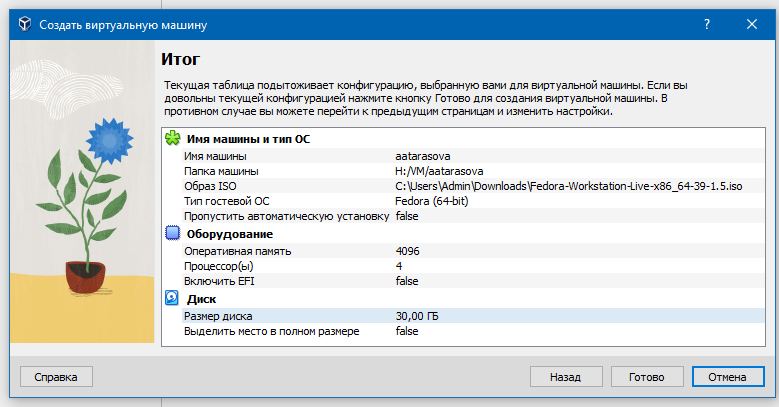 Создать виртуальную машину
?
Итог
Текущая таблица подытоживает конфигурацию, выбранную вами для виртуальной машины. Если вы
довольны текущей конфигурацией нажмите кнопку Готово для создания виртуальной машины. В
противном случае вы можете перейти к предыдущим страницам и изменить настройки.
Имя машины и тип ОС
Имя машины aatarasova
Папка машины H:/VM/aatarasova
Образ ISO C:\Users\Admin\Downloads\Fedora-Workstation-Live-x86_64-39-1.5.iso
Тип гостевой ОС Fedora (64-bit)
Пропустить автоматическую установку false
Оборудование
Оперативная память 4096
Процессор(ы) 4
Включить EFI false
Диск
Размер диска 30,00 ГБ
Выделить место в полном размере false
Справка Назад Готово Отмена